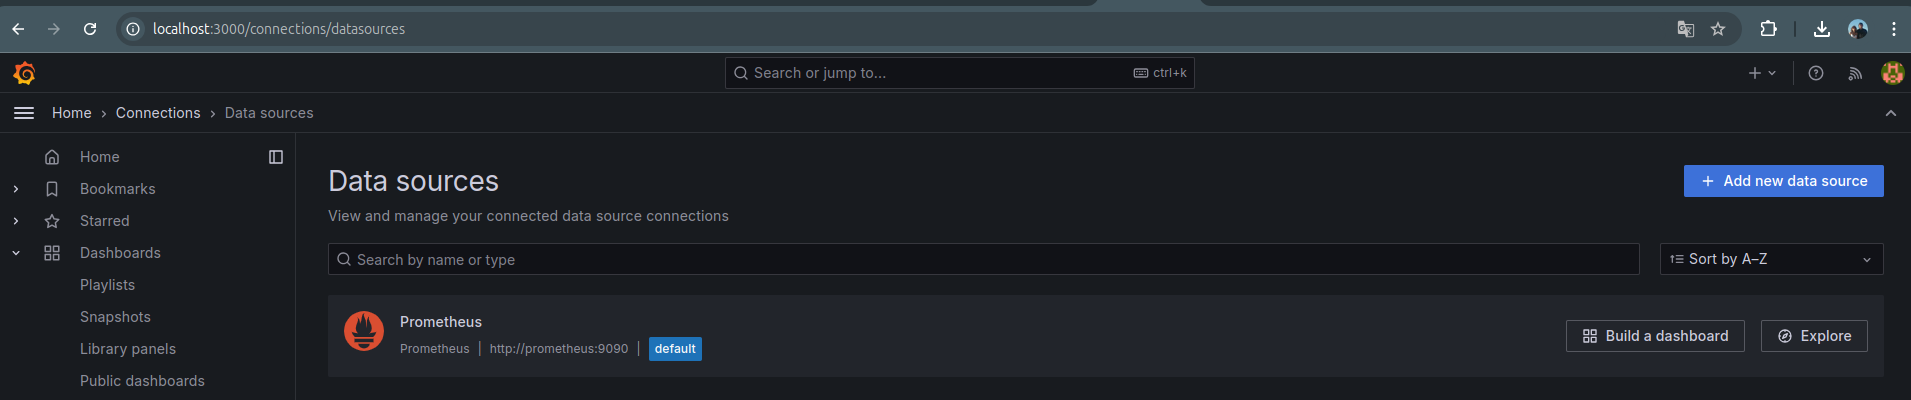 localhost:3000/connections/datasources
Search or jump to...
ctrl+k
Home > Connections > Data sources
Home
Bookmarks
Starred
Dashboards
Playlists
Snapshots
Library panels
Public dashboards
Data sources
Add new data source
View and manage your connected data source connections
Search by name or type
Sort by A–Z
Prometheus
Prometheus | http://prometheus:9090 | default
Build a dashboard
Explore